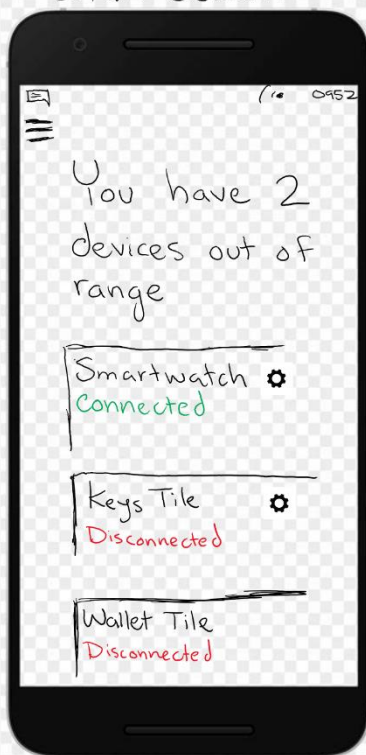 0952
You have 2
devices out of
range
Smartwatch
Connected
Keys Tile
Disconnected
Wallet Tile
Disconnected